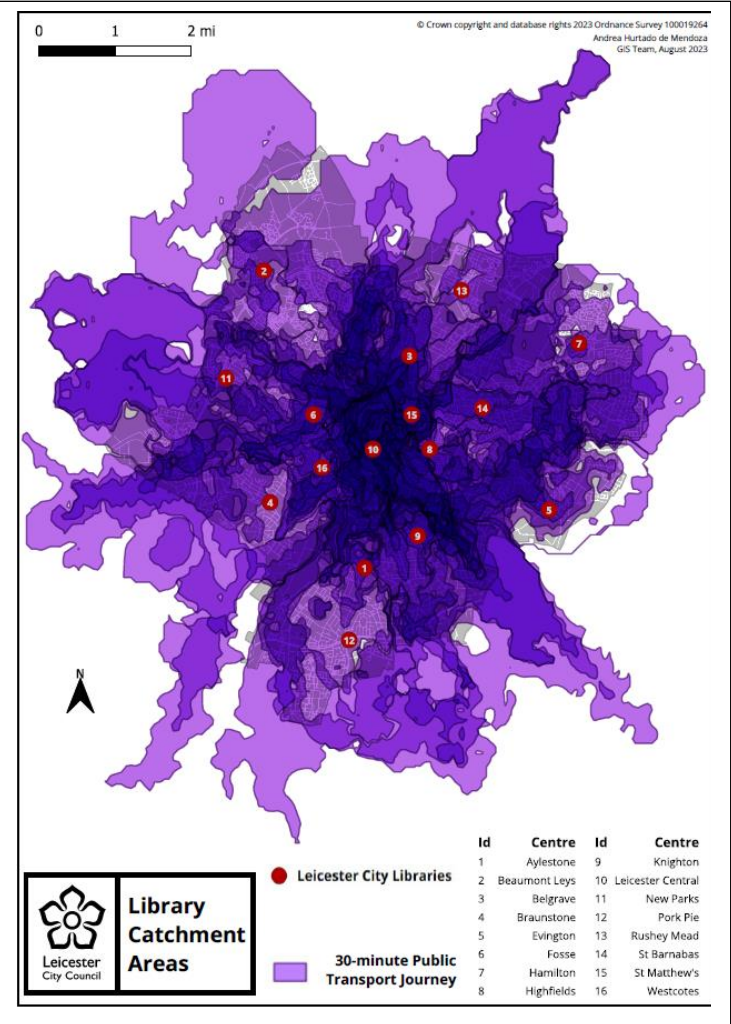 0 1 2 mi
© Crown copyright and database rights 2023 Ordnance Survey 100019264
Andrea Hurtado de Mendoza
GIS Team, August 2023
2
13
7
3
11
6
15
14
10
8
16
4
5
9
1
12
N
Id Centre Id Centre
1 Aylestone 9 Knighton
2 Beaumont Leys 10 Leicester Central
3 Belgrave 11 New Parks
4 Braunstone 12 Pork Pie
5 Evington 13 Rushey Mead
6 Fosse 14 St Barnabas
7 Hamilton 15 St Matthew's
8 Highfields 16 Westcotes
Leicester City Libraries
30-minute Public
Transport Journey
Leicester
City Council
Library
Catchment
Areas